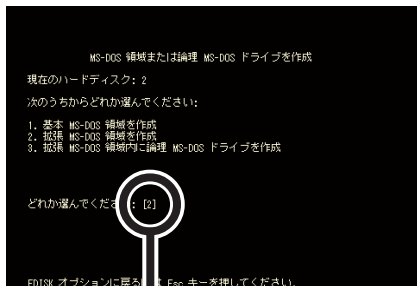 MS-DOS 領域または論理 MS-DOS ドライブを作成
現在のハードディスク: 2
次のうちからどれか選んでください:
1. 基本 MS-DOS 領域を作成
2. 拡張 MS-DOS 領域を作成
3. 拡張 MS-DOS 領域内に論理 MS-DOS ドライブを作成
どれか選んでくださ : [2]
FDISK オプションに戻る は Esc キーを押してください.